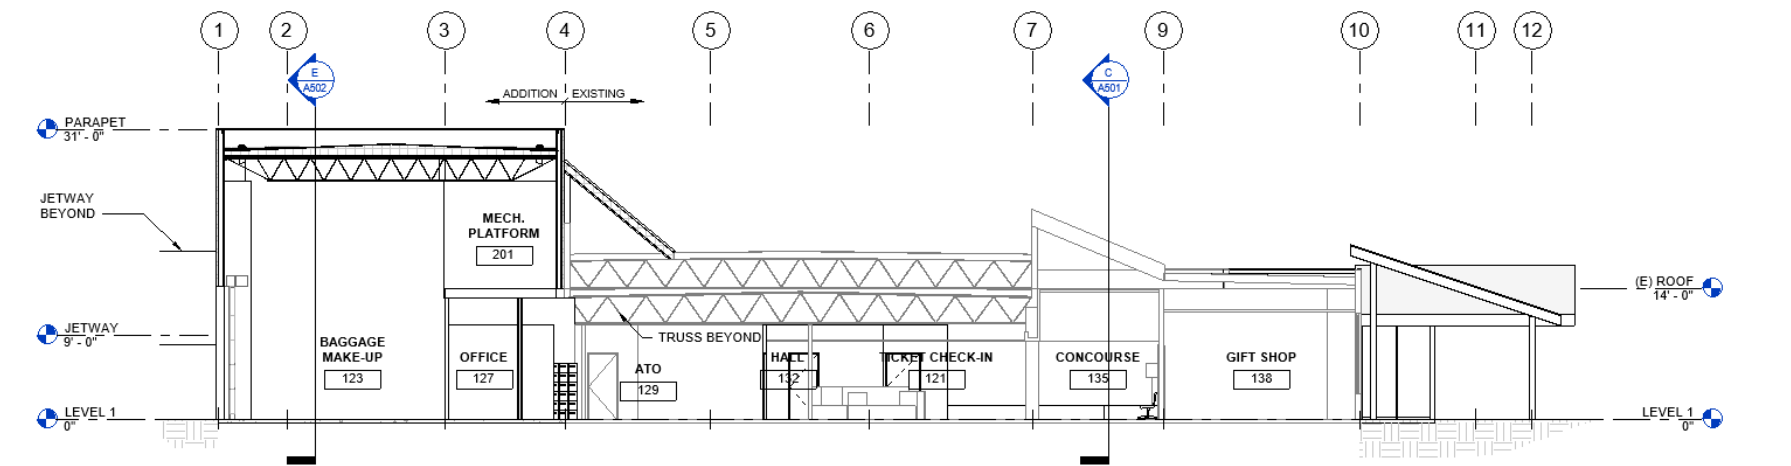 1 2 3 4 5 6 7 9 10 11 12
E
A502
C
A501
ADDITION EXISTING
PARAPET
31' - 0"
JETWAY
BEYOND
MECH.
PLATFORM
201
(E) ROOF
14' - 0"
JETWAY
9' - 0"
TRUSS BEYOND
BAGGAGE
MAKE-UP
123
OFFICE
127
ATO
129
HALL
132
TICKET CHECK-IN
121
CONCOURSE
135
GIFT SHOP
138
LEVEL 1
0"
LEVEL 1
0"